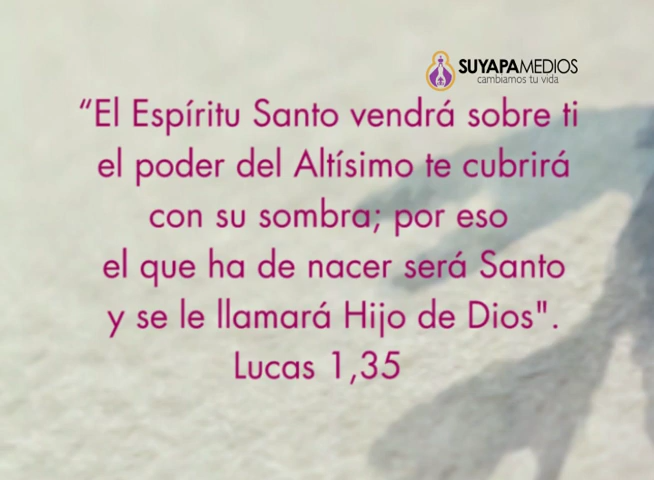 SUYAPAMEDIOS
cambiamos tu vida
“El Espíritu Santo vendrá sobre ti
el poder del Altísimo te cubrirá
con su sombra; por eso
el que ha de nacer será Santo
y se le llamará Hijo de Dios".
Lucas 1,35